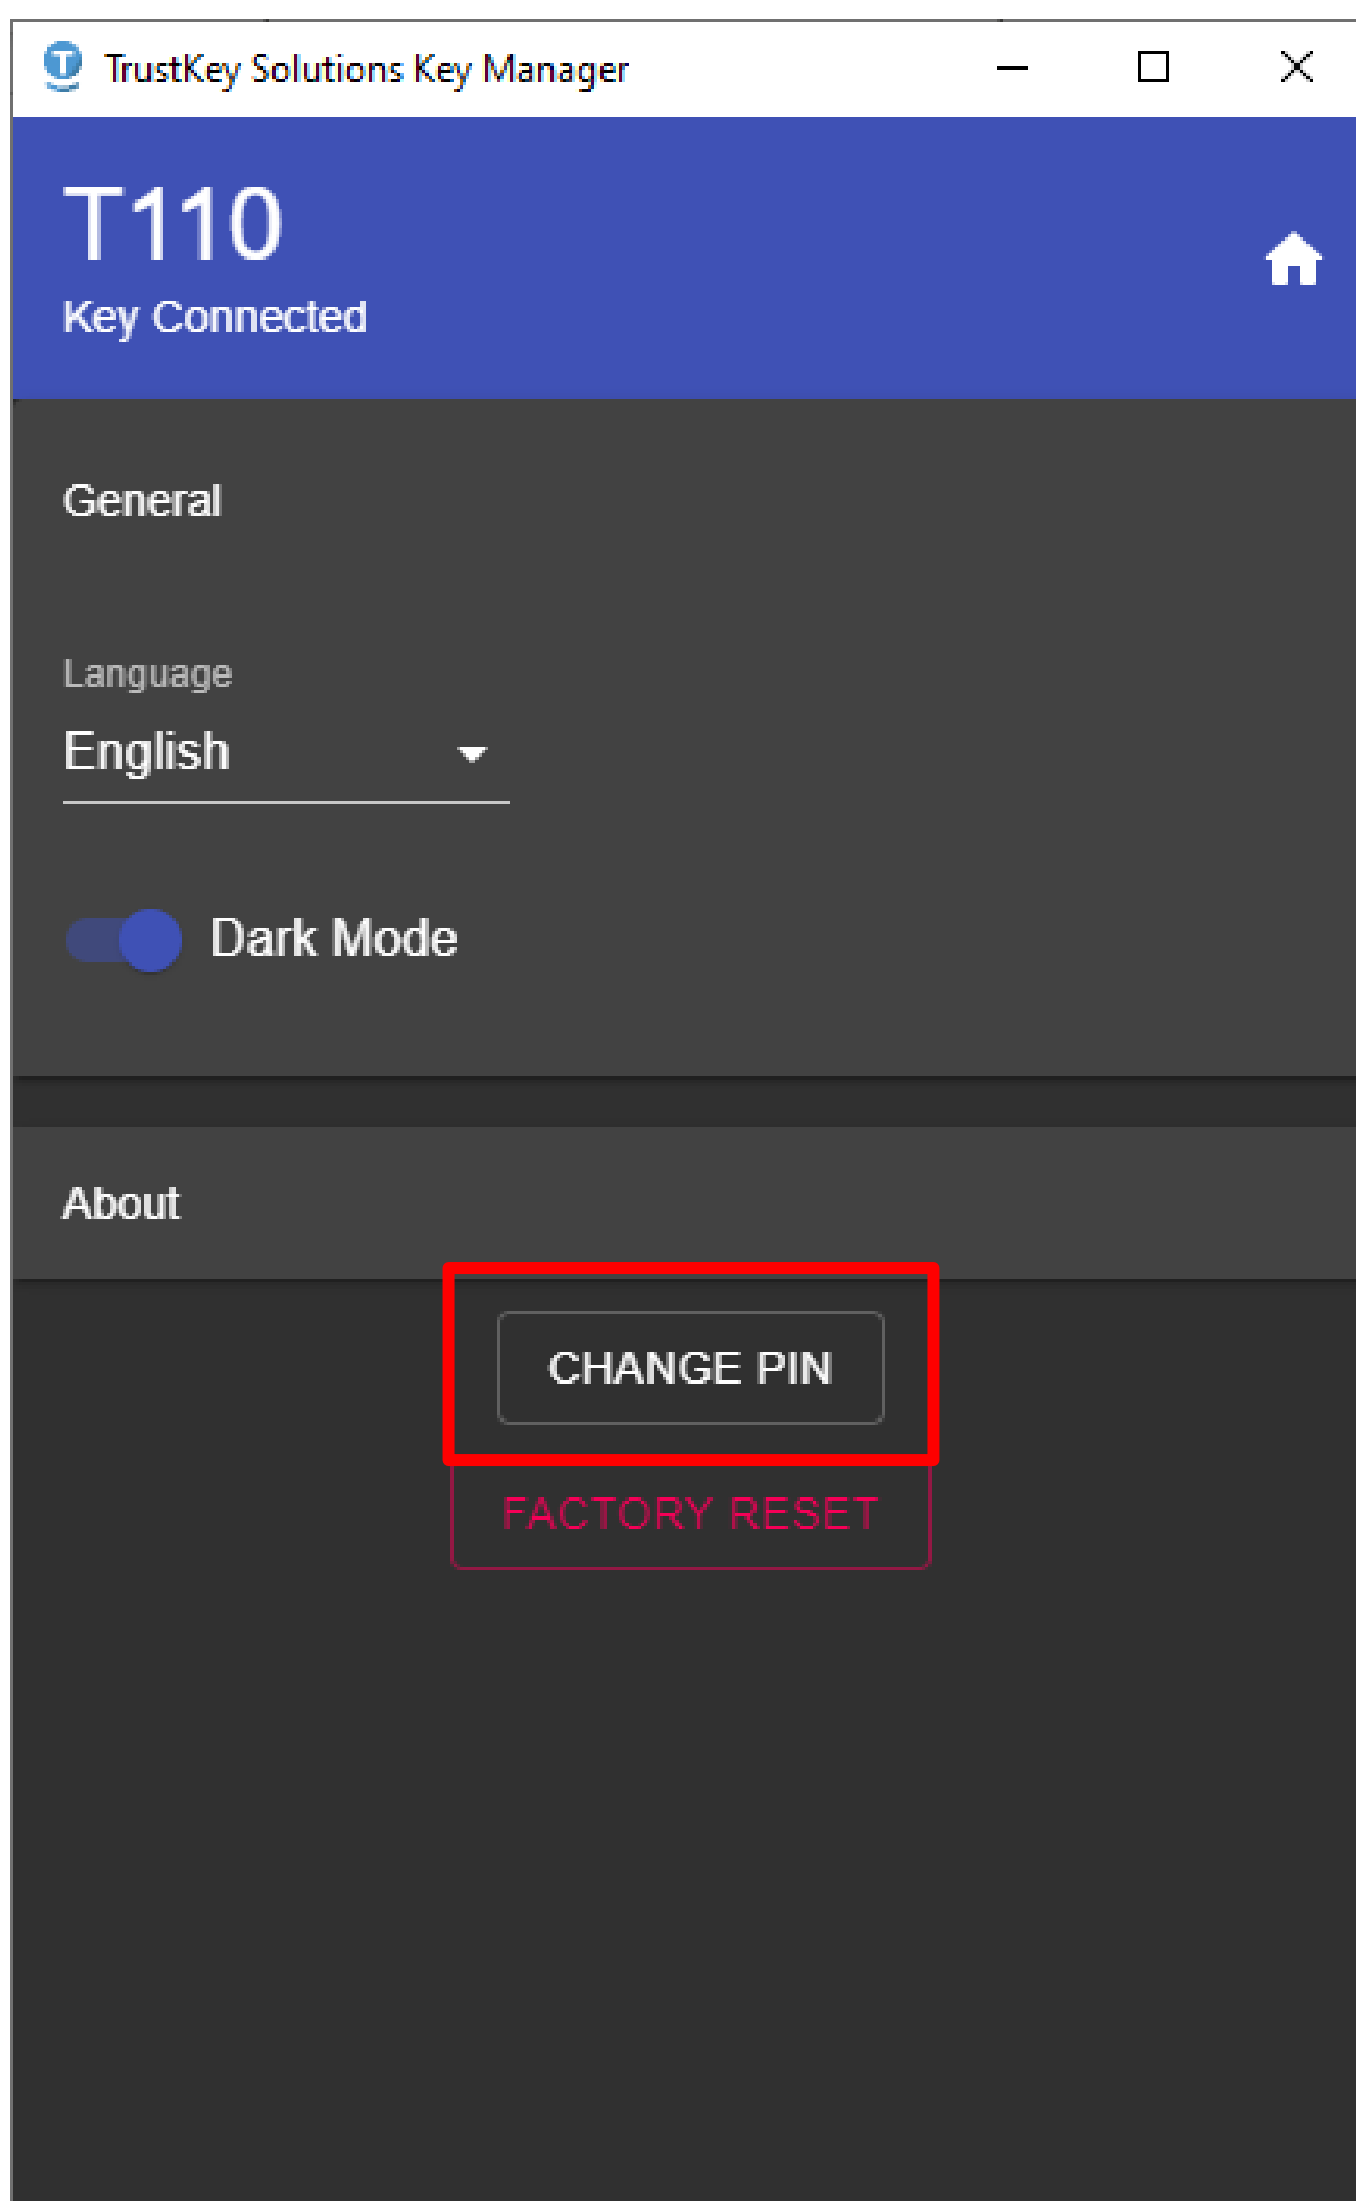 TrustKey Solutions Key Manager
T110
Key Connected
General
Language
English
Dark Mode
About
CHANGE PIN
FACTORY RESET